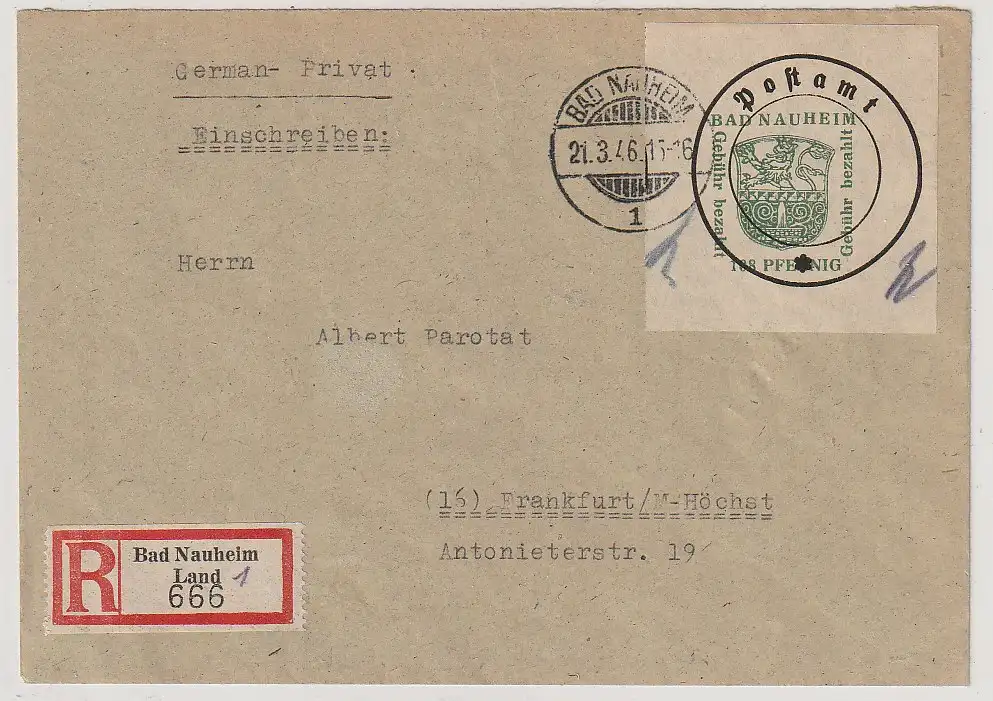 German- Privat
Einschreiben:
BAD NAUHEIM
21.3.46.15-16
1
Postamt
BAD NAUHEIM
Gebühr bezahlt
Gebühr bezahlt
PFENNIG
Herrn
Albert Parotat
(16) Frankfurt/M-Höchst
Antonieterstr. 19
R
Bad Nauheim
Land 1
666